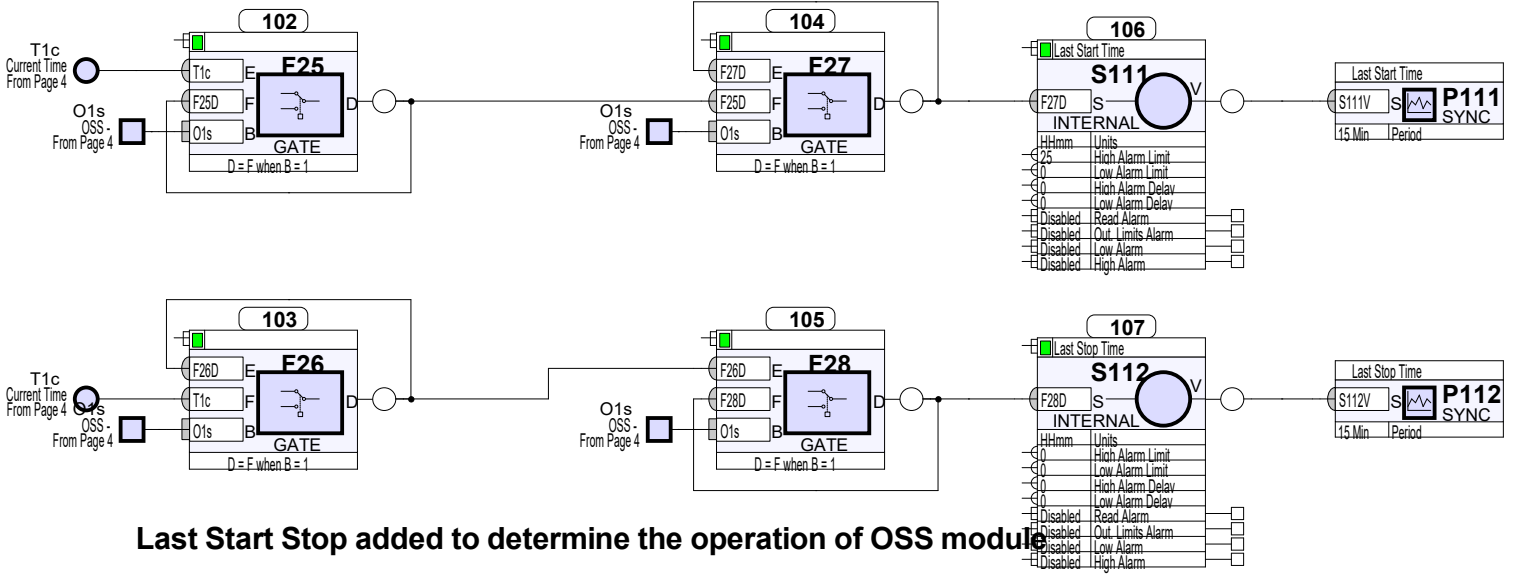 102
T1c
Current Time
From Page 4
T1c
E
F25
F25D
F
D
O1s
OSS -
From Page 4
O1s
B
GATE
D = F when B = 1
104
F27D
E
F27
F25D
F
D
O1s
OSS -
From Page 4
O1s
B
GATE
D = F when B = 1
106
Last Start Time
S111
V
F27D
S
INTERNAL
HHmm Units
25 High Alarm Limit
0 Low Alarm Limit
0 High Alarm Delay
0 Low Alarm Delay
Disabled Read Alarm
Disabled Out. Limits Alarm
Disabled Low Alarm
Disabled High Alarm
Last Start Time
S111V
S
P111
SYNC
15 Min Period
103
F26D
E
F26
T1c
Current Time
From Page 4
T1c
F
D
O1s
OSS -
From Page 4
O1s
B
GATE
D = F when B = 1
105
F26D
E
F28
F28D
F
D
O1s
OSS -
From Page 4
O1s
B
GATE
D = F when B = 1
107
Last Stop Time
S112
V
F28D
S
INTERNAL
HHmm Units
0 High Alarm Limit
0 Low Alarm Limit
0 High Alarm Delay
0 Low Alarm Delay
Disabled Read Alarm
Disabled Out. Limits Alarm
Disabled Low Alarm
Disabled High Alarm
Last Stop Time
S112V
S
P112
SYNC
15 Min Period
Last Start Stop added to determine the operation of OSS module